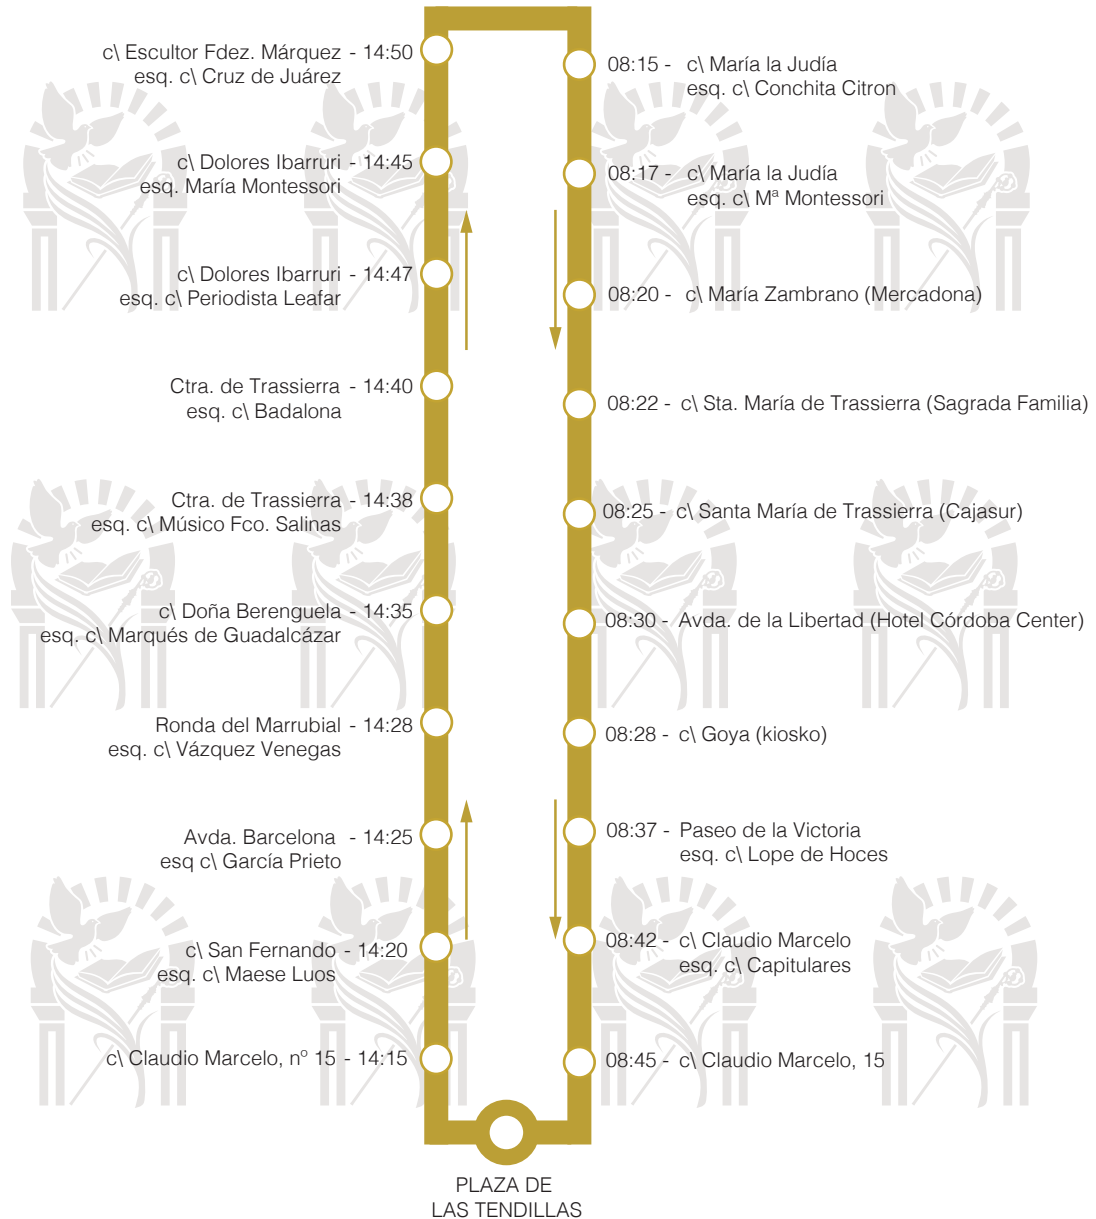 c\ Escultor Fdez. Márquez - 14:50
esq. c\ Cruz de Juárez
c\ Dolores Ibarruri - 14:45
esq. María Montessori
c\ Dolores Ibarruri - 14:47
esq. c\ Periodista Leafar
Ctra. de Trassierra - 14:40
esq. c\ Badalona
Ctra. de Trassierra - 14:38
esq. c\ Músico Fco. Salinas
c\ Doña Berenguela - 14:35
esq. c\ Marqués de Guadalcázar
Ronda del Marrubial - 14:28
esq. c\ Vázquez Venegas
Avda. Barcelona - 14:25
esq c\ García Prieto
c\ San Fernando - 14:20
esq. c\ Maese Luos
c\ Claudio Marcelo, nº 15 - 14:15
08:15 - c\ María la Judía
esq. c\ Conchita Citron
08:17 - c\ María la Judía
esq. c\ Mª Montessori
08:20 - c\ María Zambrano (Mercadona)
08:22 - c\ Sta. María de Trassierra (Sagrada Familia)
08:25 - c\ Santa María de Trassierra (Cajasur)
08:30 - Avda. de la Libertad (Hotel Córdoba Center)
08:28 - c\ Goya (kiosko)
08:37 - Paseo de la Victoria
esq. c\ Lope de Hoces
08:42 - c\ Claudio Marcelo
esq. c\ Capitulares
08:45 - c\ Claudio Marcelo, 15
PLAZA DE
LAS TENDILLAS